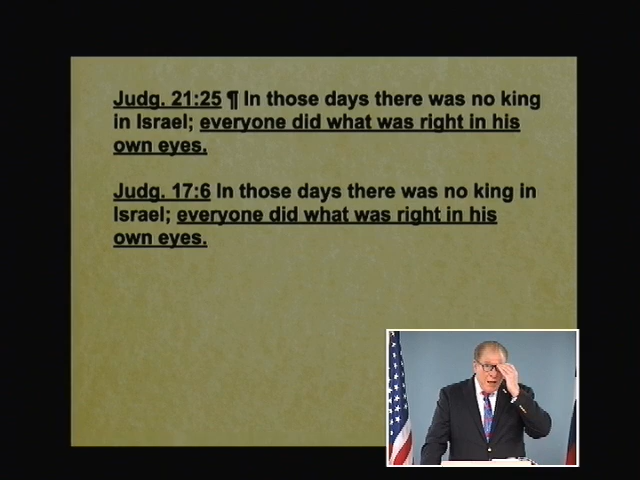 Judg. 21:25 ¶ In those days there was no king
in Israel; everyone did what was right in his
own eyes.
Judg. 17:6 In those days there was no king in
Israel; everyone did what was right in his
own eyes.